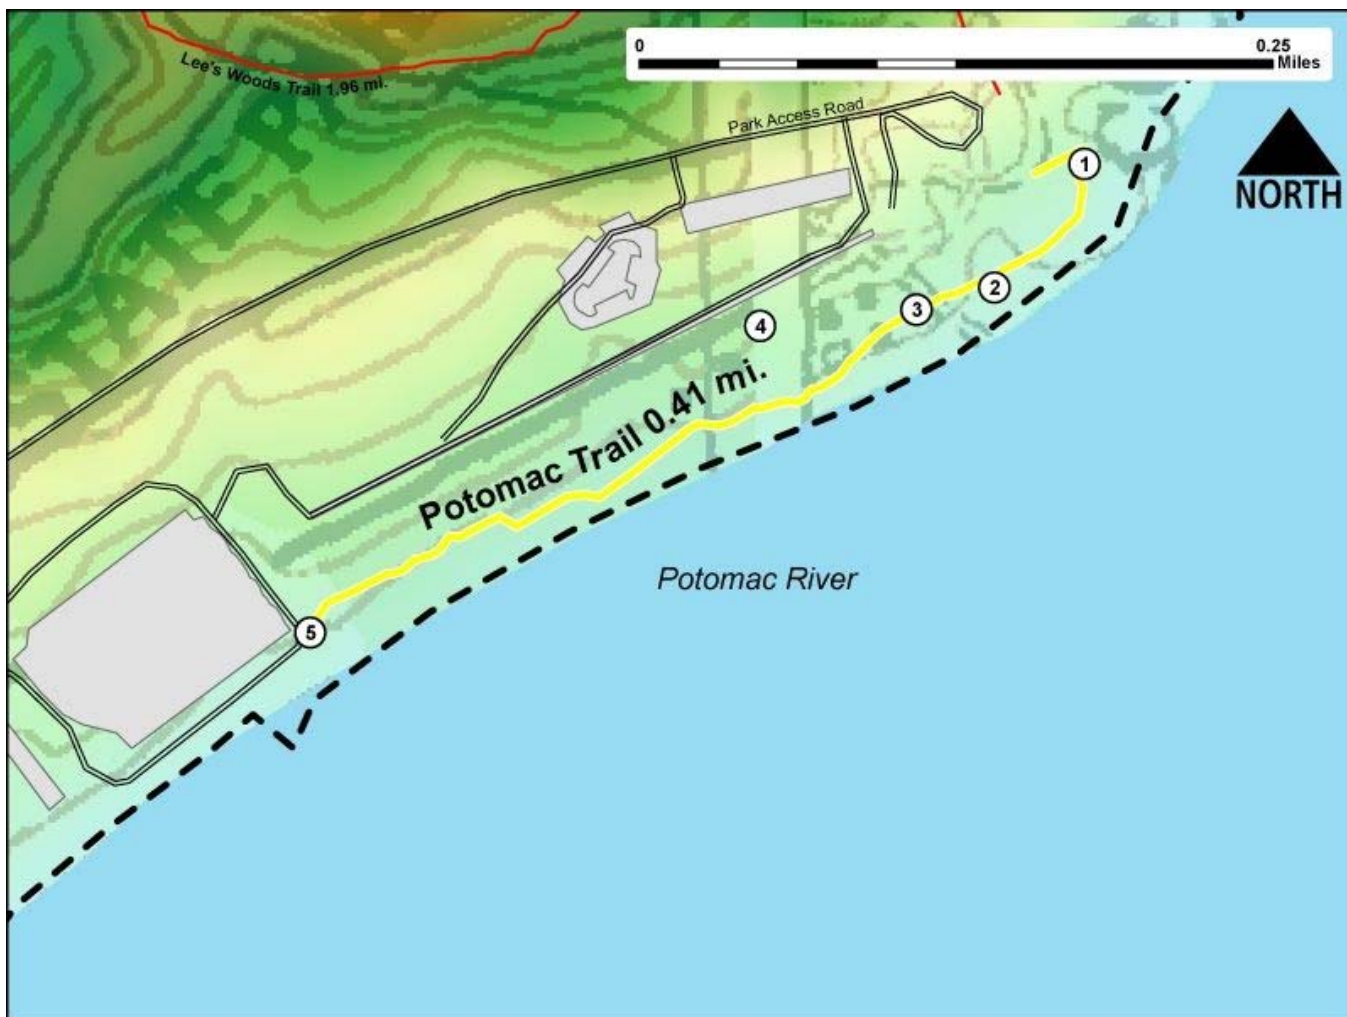 0 0.25
Miles
Lee's Woods Trail 1.96 mi.
Park Access Road
NORTH
1
2
3
4
Potomac Trail 0.41 mi.
Potomac River
5
STATE P